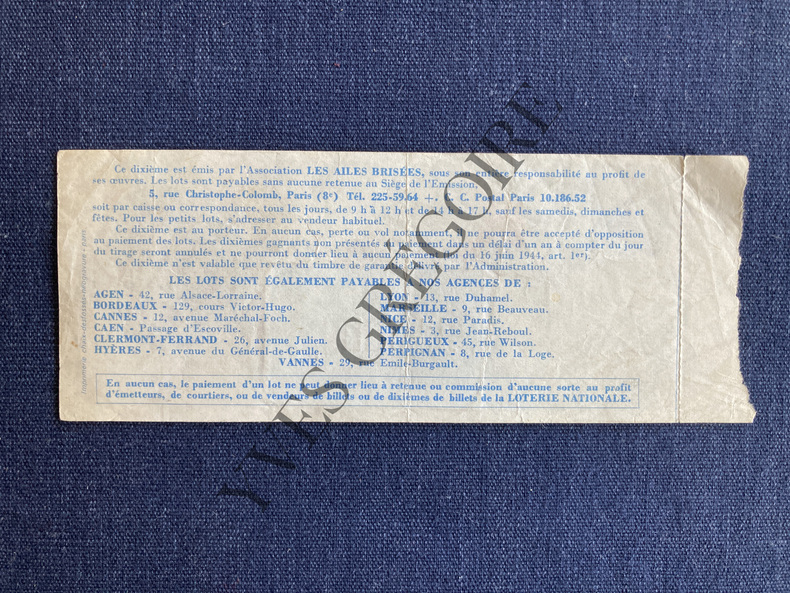 Ce dixième est émis par l'Association LES AILES BRISÉES, sous son entière responsabilité au profit de
ses œuvres. Les lots sont payables sans aucune retenue au Siège de l'Emission,
5, rue Christophe-Colomb, Paris (8e) Tél. 225-59.64 +, C. C. Postal Paris 10.186.52
soit par caisse ou correspondance, tous les jours, de 9 h à 12 h et de 14 h à 17 h, sauf les samedis, dimanches et
fêtes. Pour les petits lots, s'adresser au vendeur habituel.
Ce dixième est au porteur. En aucun cas, perte ou vol notamment, il ne pourra être accepté d'opposition
au paiement des lots. Les dixièmes gagnants non présentés au paiement dans un délai d'un an à compter du jour
du tirage seront annulés et ne pourront donner lieu à aucun paiement (loi du 16 juin 1944, art. 1er).
Ce dixième n'est valable que revêtu du timbre de garantie délivré par l'Administration.
LES LOTS SONT ÉGALEMENT PAYABLES A NOS AGENCES DE :
AGEN - 42, rue Alsace-Lorraine.
BORDEAUX - 129, cours Victor-Hugo.
CANNES - 12, avenue Maréchal-Foch.
CAEN - Passage d'Escoville.
CLERMONT-FERRAND - 26, avenue Julien.
HYÈRES - 7, avenue du Général-de-Gaulle.
LYON - 13, rue Duhamel.
MARSEILLE - 9, rue Beauveau.
NICE - 12, rue Paradis.
NIMES - 3, rue Jean-Reboul.
PÉRIGUEUX - 45, rue Wilson.
PERPIGNAN - 8, rue de la Loge.
VANNES - 29, rue Emile-Burgault.
En aucun cas, le paiement d'un lot ne peut donner lieu à retenue ou commission d'aucune sorte au profit
d'émetteurs, de courtiers, ou de vendeurs de billets ou de dixièmes de billets de la LOTERIE NATIONALE.
YVES GRÉGOIRE